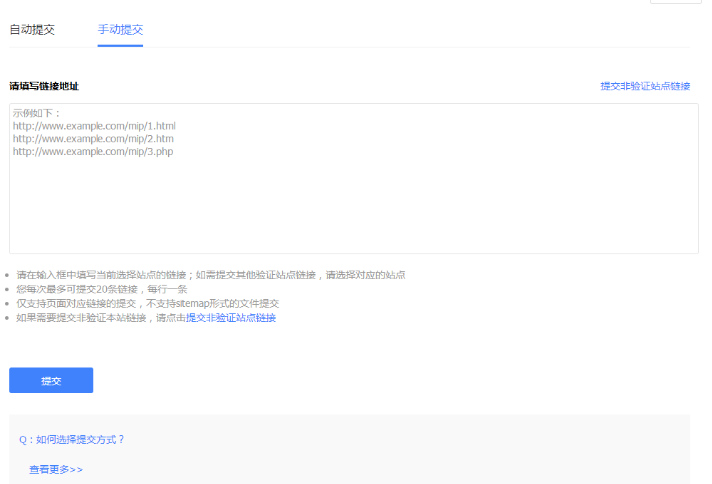 自动提交 手动提交
请填写链接地址 提交非验证站点链接
示例如下：
http://www.example.com/mip/1.html
http://www.example.com/mip/2.htm
http://www.example.com/mip/3.php
请在输入框中填写当前选择站点的链接；如需提交其他验证站点链接，请选择对应的站点
您每次最多可提交20条链接，每行一条
仅支持页面对应链接的提交，不支持sitemap形式的文件提交
如果需要提交非验证本站链接，请点击提交非验证站点链接
提交
Q：如何选择提交方式？
查看更多>>